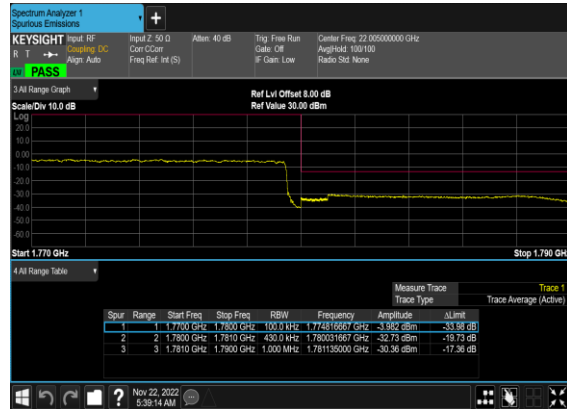 Spectrum Analyzer 1
Spurious Emissions
+
KEYSIGHT Input: RF Input Z: 50 Ω Atten: 40 dB Trig: Free Run Center Freq: 22.005000000 GHz
R T Coupling: DC Corr CCorr Gate: Off Avg|Hold: 100/100
Align: Auto Freq Ref: Int (S) IF Gain: Low Radio Std: None
PASS
3 All Range Graph
Ref Lvl Offset 8.00 dB
Scale/Div 10.0 dB Ref Value 30.00 dBm
Log
20.0
10.0
0.00
-10.0
-20.0
-30.0
-40.0
-50.0
-60.0
Start 1.770 GHz Stop 1.790 GH
4 All Range Table
Measure Trace Trace 1
Trace Type Trace Average (Active)
Spur Range Start Freq Stop Freq RBW Frequency Amplitude ΔLimit
1 1 1.7700 GHz 1.7800 GHz 100.0 kHz 1.774816667 GHz -3.982 dBm -33.98 dB
2 2 1.7800 GHz 1.7810 GHz 430.0 kHz 1.780031667 GHz -32.73 dBm -19.73 dB
3 3 1.7810 GHz 1.7900 GHz 1.000 MHz 1.781135000 GHz -30.36 dBm -17.36 dB
? Nov 22, 2022
5:39:14 AM